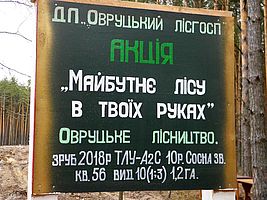 ДП „Овруцький лісгосп
АКЦІЯ
„Майбутнє лісу
в твоїх руках”
Овруцьке лісництво.
зруб 2018р ТЛУ-А2С 10р. Сосна зв.
кв. 56 вид 10(1;3) 1,2 га.